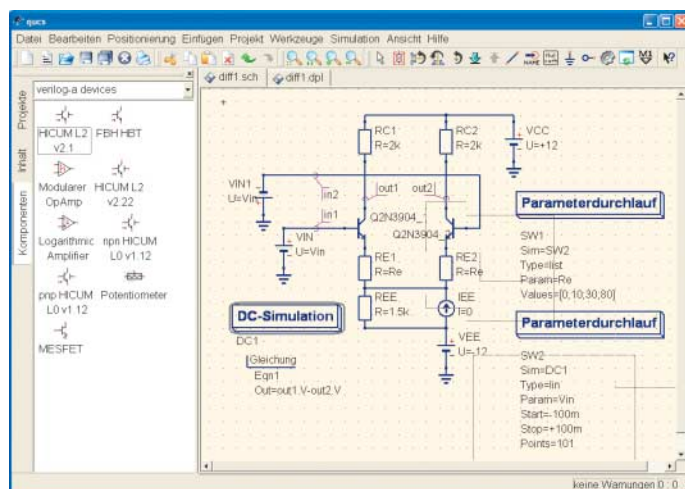 qucs
Datei Bearbeiten Positionierung Einfügen Projekt Werkzeuge Simulation Ansicht Hilfe
diff1.sch
diff1.dpl
Projekte
Inhalt
Komponenten
verilog-a devices
HICUM L2 v2.1
FBH HBT
Modularer OpAmp
HICUM L2 v2.22
Logarithmic Amplifier
npn HICUM L0 v1.12
pnp HICUM L0 v1.12
Potentiometer
MESFET
RC1
R=2k
RC2
R=2k
VCC
U=+12
VIN1
U=Vin
in2
out1
out2
in1
Q2N3904_
Q2N3904_
VIN
U=Vin
RE1
R=Re
RE2
R=Re
REE
R=1.5k
IEE
I=0
VEE
U=-12
DC-Simulation
DC1
Gleichung
Eqn1
Out=out1.V-out2.V
Parameterdurchlauf
SW1
Sim=SW2
Type=list
Param=Re
Values=[0;10;30;80]
Parameterdurchlauf
SW2
Sim=DC1
Type=lin
Param=Vin
Start=-100m
Stop=+100m
Points=101
keine Warnungen 0 : 0